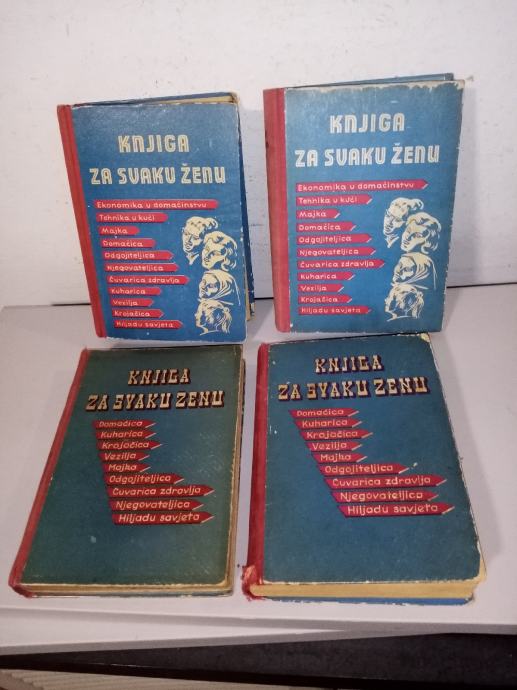 KNJIGA
ZA SVAKU ŽENU
Ekonomika u domaćinstvu
Tehnika u kući
Majka
Domaćica
Odgojiteljica
Njegovateljica
Čuvarica zdravlja
Kuharica
Vezilja
Krojačica
Hiljadu savjeta
KNJIGA
ZA SVAKU ŽENU
Ekonomika u domaćinstvu
Tehnika u kući
Majka
Domaćica
Odgojiteljica
Njegovateljica
Čuvarica zdravlja
Kuharica
Vezilja
Krojačica
Hiljadu savjeta
KNJIGA
ZA SVAKU ŽENU
Domaćica
Kuharica
Krojačica
Vezilja
Majka
Odgojiteljica
Čuvarica zdravlja
Njegovateljica
Hiljadu savjeta
KNJIGA
ZA SVAKU ŽENU
Domaćica
Kuharica
Krojačica
Vezilja
Majka
Odgojiteljica
Čuvarica zdravlja
Njegovateljica
Hiljadu savjeta